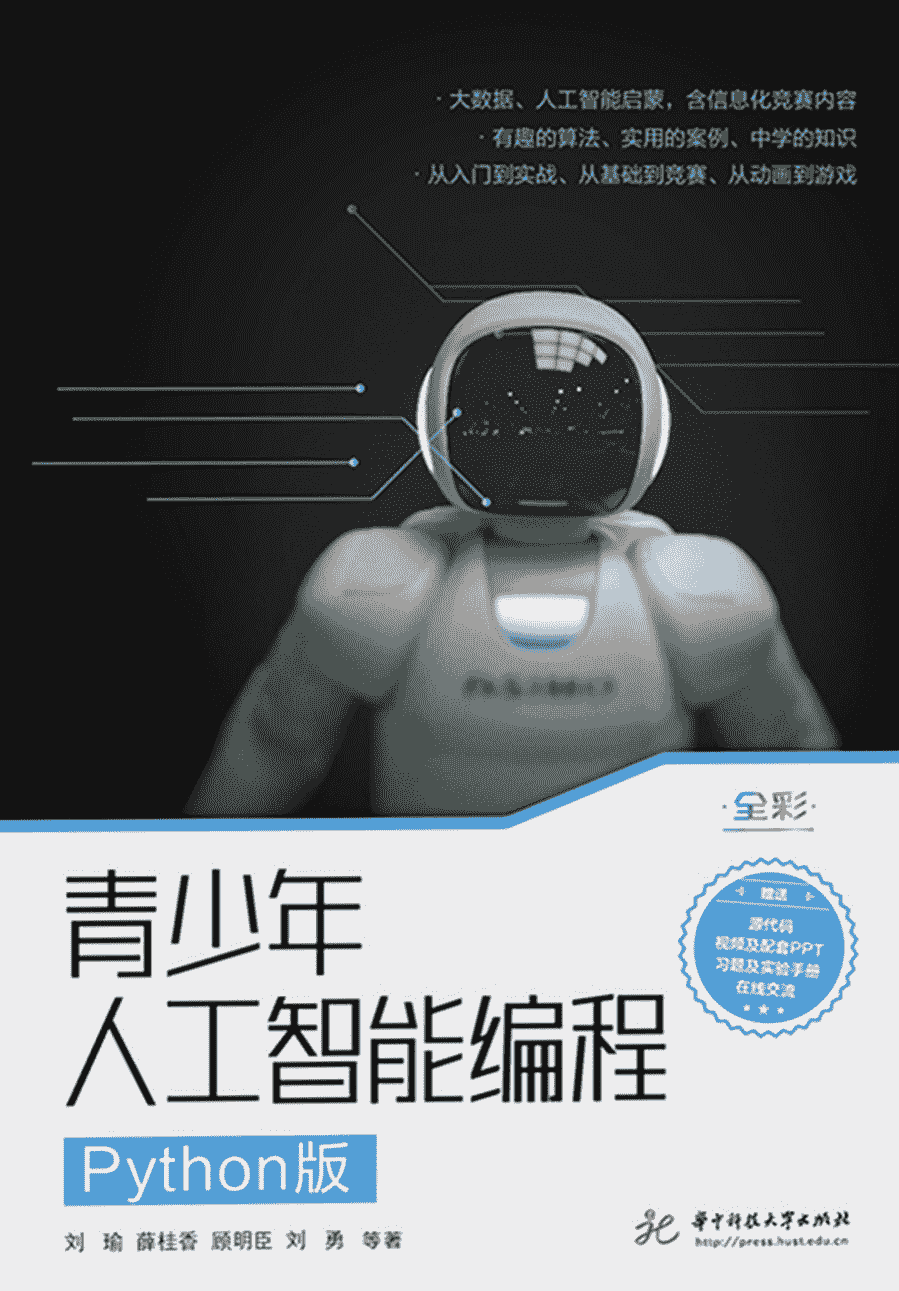 · 大数据、人工智能启蒙，含信息化竞赛内容
· 有趣的算法、实用的案例、中学的知识
· 从入门到实战、从基础到竞赛、从动画到游戏
·全彩·
赠送
源代码
视频及配套PPT
习题及实验手册
在线交流
青少年
人工智能编程
Python版
刘 瑜 薛桂香 顾明臣 刘 勇 等著
华中科技大学出版社
http://press.hust.edu.cn